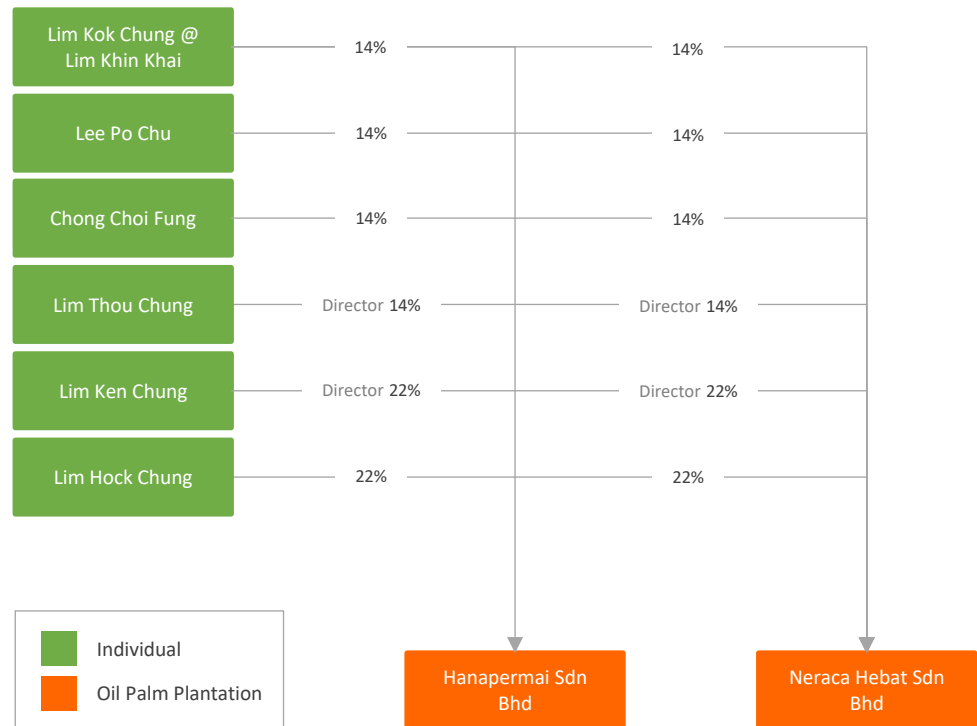 Lim Kok Chung @
Lim Khin Khai
14%
14%
Lee Po Chu
14%
14%
Chong Choi Fung
14%
14%
Lim Thou Chung
Director 14%
Director 14%
Lim Ken Chung
Director 22%
Director 22%
Lim Hock Chung
22%
22%
Individual
Oil Palm Plantation
Hanapermai Sdn
Bhd
Neraca Hebat Sdn
Bhd